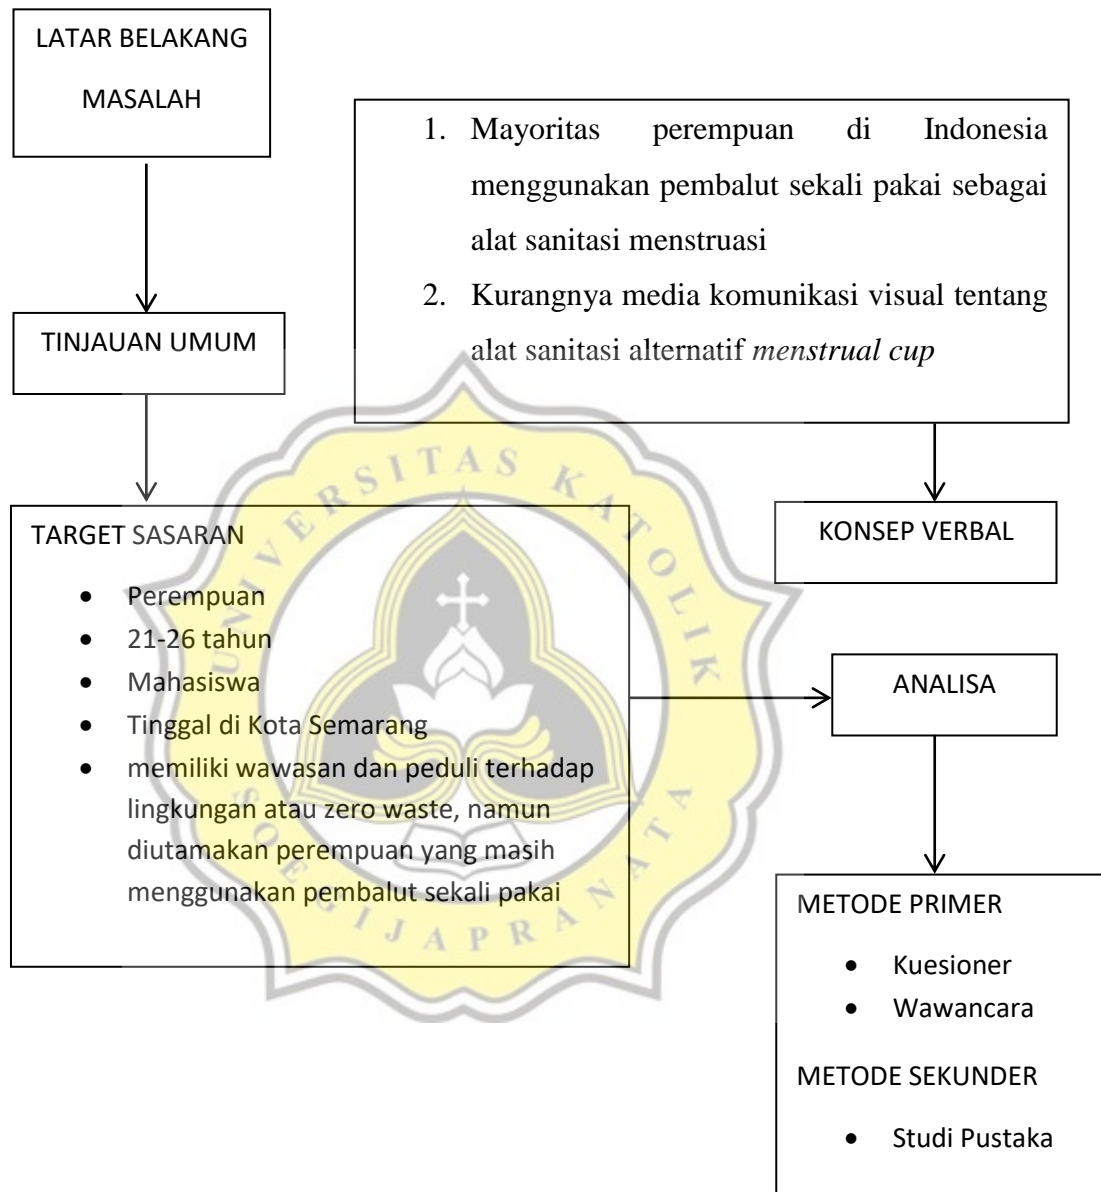 LATAR BELAKANG
MASALAH
1. Mayoritas perempuan di Indonesia
menggunakan pembalut sekali pakai sebagai
alat sanitasi menstruasi
2. Kurangnya media komunikasi visual tentang
alat sanitasi alternatif menstrual cup
TINJAUAN UMUM
KONSEP VERBAL
TARGET SASARAN
• Perempuan
• 21-26 tahun
• Mahasiswa
• Tinggal di Kota Semarang
• memiliki wawasan dan peduli terhadap
lingkungan atau zero waste, namun
diutamakan perempuan yang masih
menggunakan pembalut sekali pakai
ANALISA
METODE PRIMER
• Kuesioner
• Wawancara
METODE SEKUNDER
• Studi Pustaka
UNIVERSITAS KATOLIK
SOEGIJAPRANATA